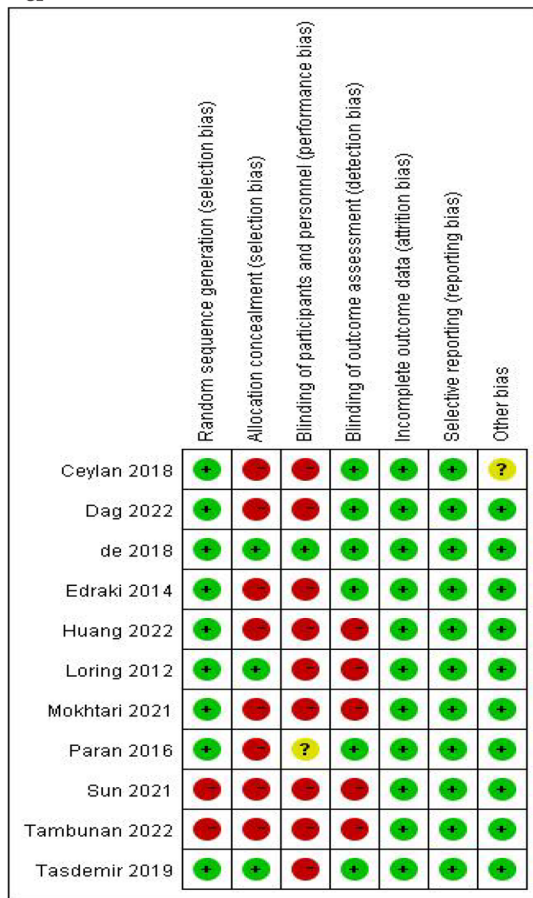 Random sequence generation (selection bias)
Allocation concealment (selection bias)
Blinding of participants and personnel (performance bias)
Blinding of outcome assessment (detection bias)
Incomplete outcome data (attrition bias)
Selective reporting (reporting bias)
Other bias
Ceylan 2018 + - - + + + ?
Dag 2022 + - - + + + +
de 2018 + + + + + + +
Edraki 2014 + - - + + + +
Huang 2022 + - - - + + +
Loring 2012 + + - - + + +
Mokhtari 2021 + - - - + + +
Paran 2016 + - ? + + + +
Sun 2021 - - - - + + +
Tambunan 2022 - - - - + + +
Tasdemir 2019 + + - + + + +